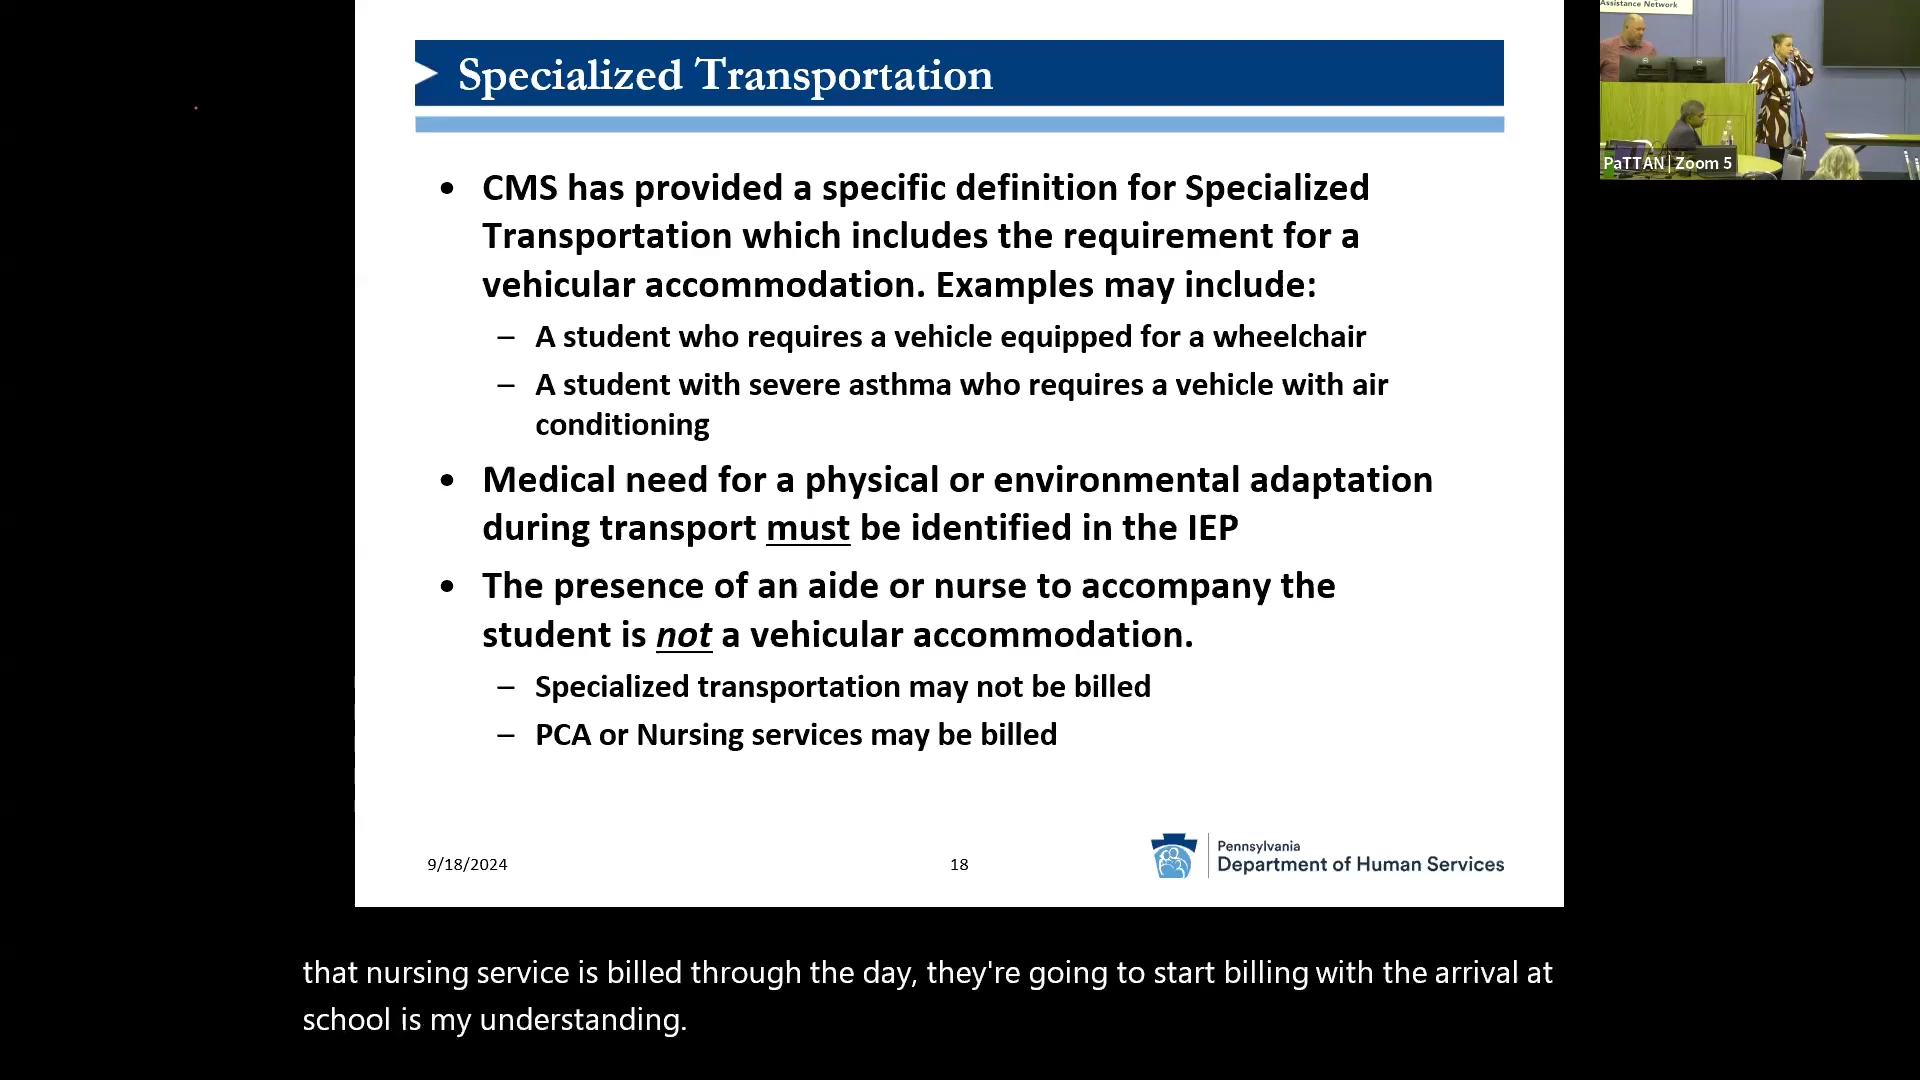 Assistance Network
PaTTAN | Zoom 5
Specialized Transportation
• CMS has provided a specific definition for Specialized
Transportation which includes the requirement for a
vehicular accommodation. Examples may include:
– A student who requires a vehicle equipped for a wheelchair
– A student with severe asthma who requires a vehicle with air
conditioning
• Medical need for a physical or environmental adaptation
during transport must be identified in the IEP
• The presence of an aide or nurse to accompany the
student is not a vehicular accommodation.
– Specialized transportation may not be billed
– PCA or Nursing services may be billed
9/18/2024
18
Pennsylvania
Department of Human Services
that nursing service is billed through the day, they're going to start billing with the arrival at
school is my understanding.